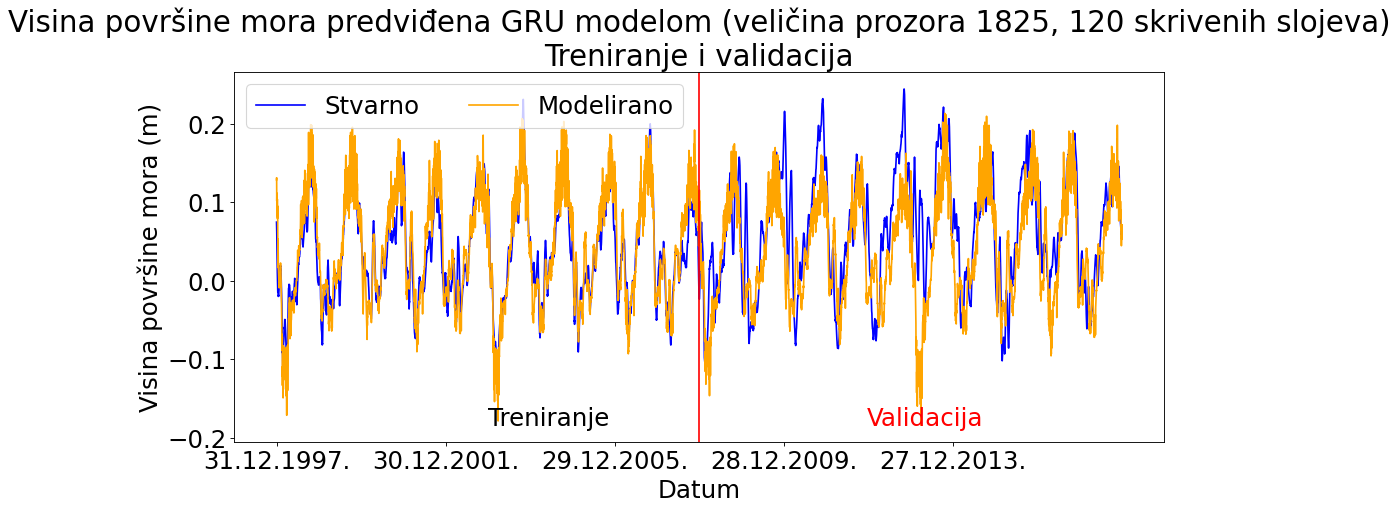 Visina površine mora predviđena GRU modelom (veličina prozora 1825, 120 skrivenih slojeva)
Treniranje i validacija
Stvarno
Modelirano
Visina površine mora (m)
0.2
0.1
0.0
−0.1
−0.2
Treniranje
Validacija
31.12.1997.
30.12.2001.
29.12.2005.
28.12.2009.
27.12.2013.
Datum